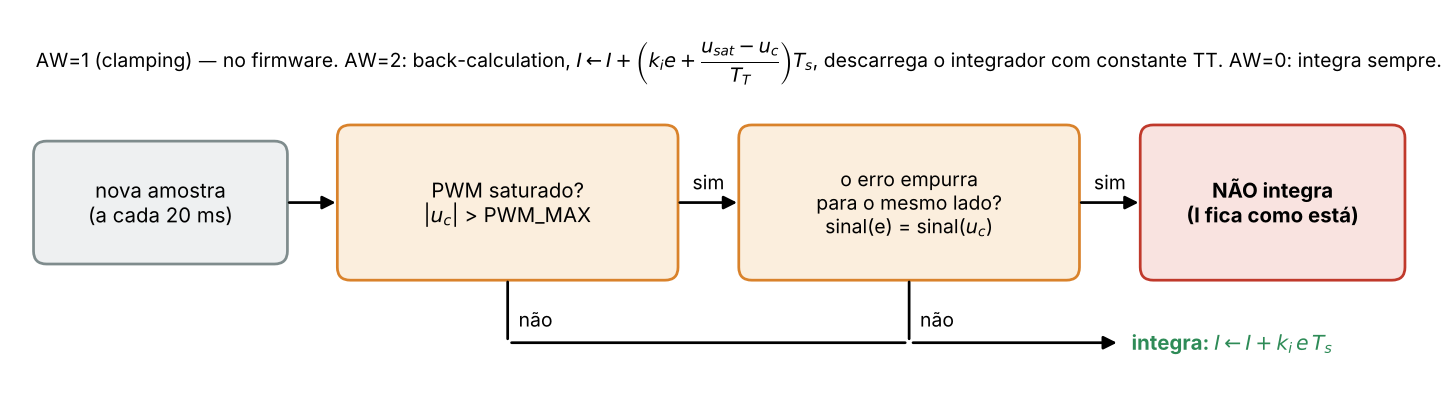 AW=1 (clamping) — no firmware. AW=2: back-calculation, I ← I + (kᵢe + (u_sat − u_c)/T_T)T_s, descarrega o integrador com constante TT. AW=0: integra sempre.
nova amostra
(a cada 20 ms)
PWM saturado?
|u_c| > PWM_MAX
sim
o erro empurra
para o mesmo lado?
sinal(e) = sinal(u_c)
sim
NÃO integra
(I fica como está)
não
não
integra: I ← I + kᵢ e T_s